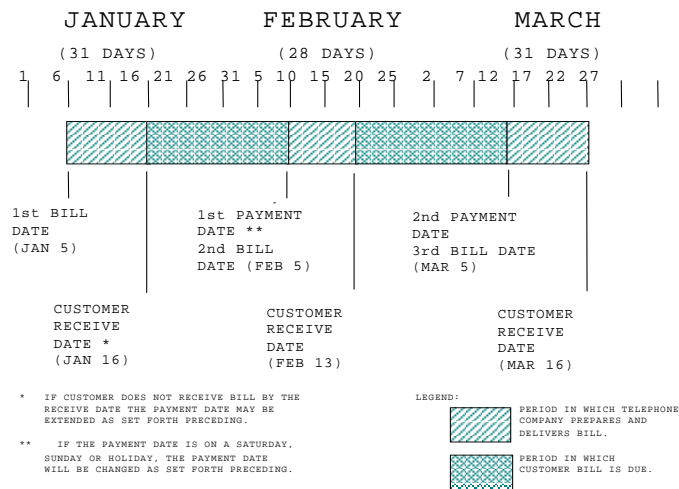 JANUARY FEBRUARY MARCH
(31 DAYS) (28 DAYS) (31 DAYS)
1 6 11 16 21 26 31 5 10 15 20 25 2 7 12 17 22 27
1st BILL
DATE
(JAN 5)
1st PAYMENT
DATE **
2nd BILL
DATE (FEB 5)
2nd PAYMENT
DATE
3rd BILL DATE
(MAR 5)
CUSTOMER
RECEIVE
DATE *
(JAN 16)
CUSTOMER
RECEIVE
DATE
(FEB 13)
CUSTOMER
RECEIVE
DATE
(MAR 16)
* IF CUSTOMER DOES NOT RECEIVE BILL BY THE
RECEIVE DATE THE PAYMENT DATE MAY BE
EXTENDED AS SET FORTH PRECEDING.
** IF THE PAYMENT DATE IS ON A SATURDAY,
SUNDAY OR HOLIDAY, THE PAYMENT DATE
WILL BE CHANGED AS SET FORTH PRECEDING.
LEGEND:
PERIOD IN WHICH TELEPHONE
COMPANY PREPARES AND
DELIVERS BILL.
PERIOD IN WHICH
CUSTOMER BILL IS DUE.